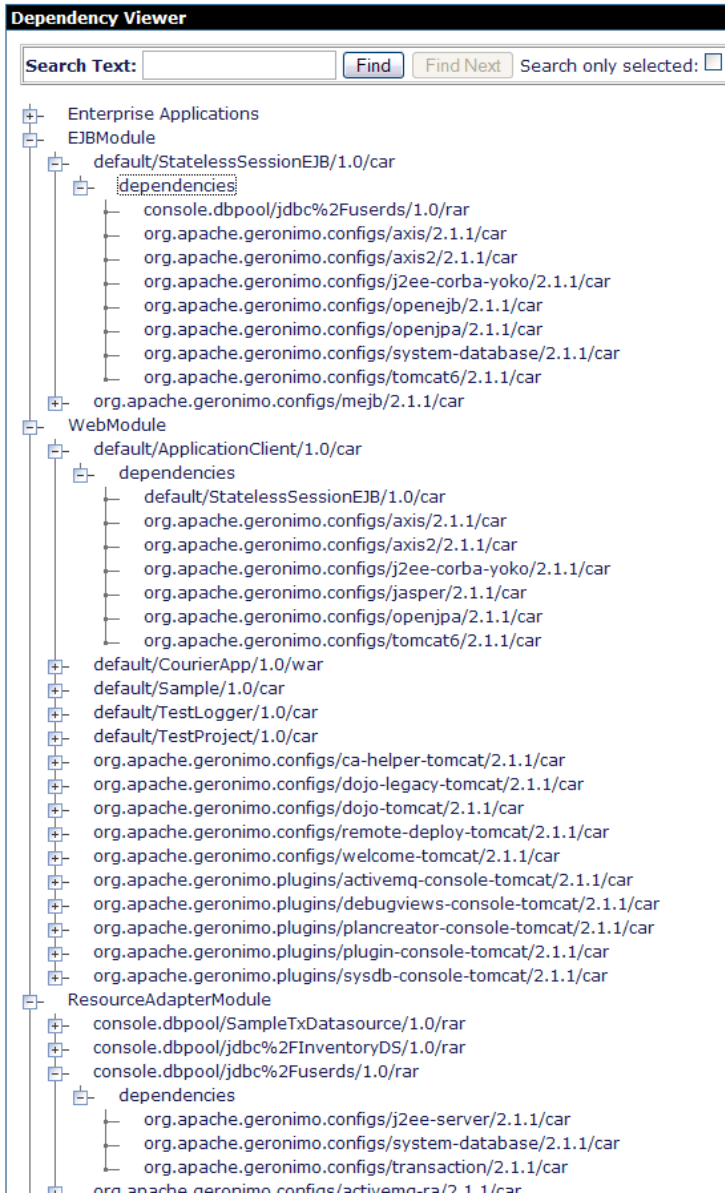 Dependency Viewer
Search Text: Find Find Next Search only selected:
Enterprise Applications
EJBModule
default/StatelessSessionEJB/1.0/car
dependencies
console.dbpool/jdbc%2Fuserds/1.0/rar
org.apache.geronimo.configs/axis/2.1.1/car
org.apache.geronimo.configs/axis2/2.1.1/car
org.apache.geronimo.configs/j2ee-corba-yoko/2.1.1/car
org.apache.geronimo.configs/openejb/2.1.1/car
org.apache.geronimo.configs/openjpa/2.1.1/car
org.apache.geronimo.configs/system-database/2.1.1/car
org.apache.geronimo.configs/tomcat6/2.1.1/car
org.apache.geronimo.configs/mejb/2.1.1/car
WebModule
default/ApplicationClient/1.0/car
dependencies
default/StatelessSessionEJB/1.0/car
org.apache.geronimo.configs/axis/2.1.1/car
org.apache.geronimo.configs/axis2/2.1.1/car
org.apache.geronimo.configs/j2ee-corba-yoko/2.1.1/car
org.apache.geronimo.configs/jasper/2.1.1/car
org.apache.geronimo.configs/openjpa/2.1.1/car
org.apache.geronimo.configs/tomcat6/2.1.1/car
default/CourierApp/1.0/war
default/Sample/1.0/car
default/TestLogger/1.0/car
default/TestProject/1.0/car
org.apache.geronimo.configs/ca-helper-tomcat/2.1.1/car
org.apache.geronimo.configs/dojo-legacy-tomcat/2.1.1/car
org.apache.geronimo.configs/dojo-tomcat/2.1.1/car
org.apache.geronimo.configs/remote-deploy-tomcat/2.1.1/car
org.apache.geronimo.configs/welcome-tomcat/2.1.1/car
org.apache.geronimo.plugins/activemq-console-tomcat/2.1.1/car
org.apache.geronimo.plugins/debugviews-console-tomcat/2.1.1/car
org.apache.geronimo.plugins/plancreator-console-tomcat/2.1.1/car
org.apache.geronimo.plugins/plugin-console-tomcat/2.1.1/car
org.apache.geronimo.plugins/sysdb-console-tomcat/2.1.1/car
ResourceAdapterModule
console.dbpool/SampleTxDatasource/1.0/rar
console.dbpool/jdbc%2FInventoryDS/1.0/rar
console.dbpool/jdbc%2Fuserds/1.0/rar
dependencies
org.apache.geronimo.configs/j2ee-server/2.1.1/car
org.apache.geronimo.configs/system-database/2.1.1/car
org.apache.geronimo.configs/transaction/2.1.1/car
org.apache.geronimo.configs/activemq-ra/2.1.1/car